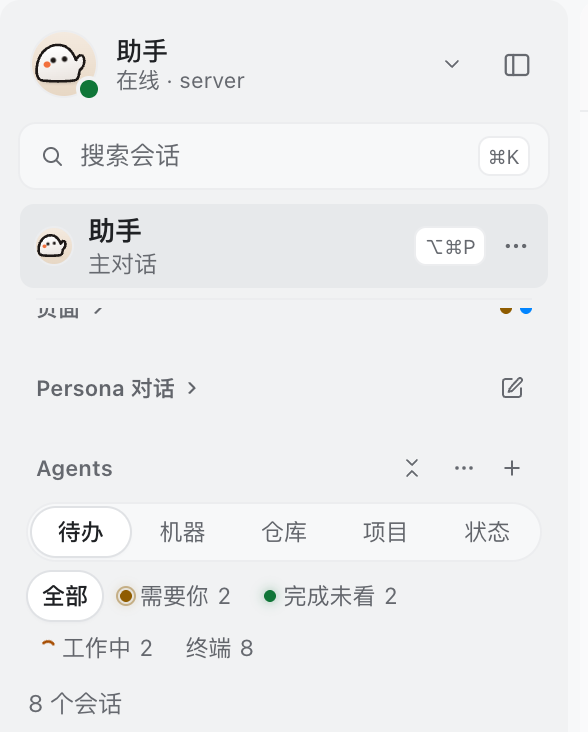 助手
在线 · server
搜索会话 ⌘K
助手
主对话 ⌥⌘P
页面
Persona 对话
Agents
待办 机器 仓库 项目 状态
全部 需要你 2 完成未看 2
工作中 2 终端 8
8 个会话